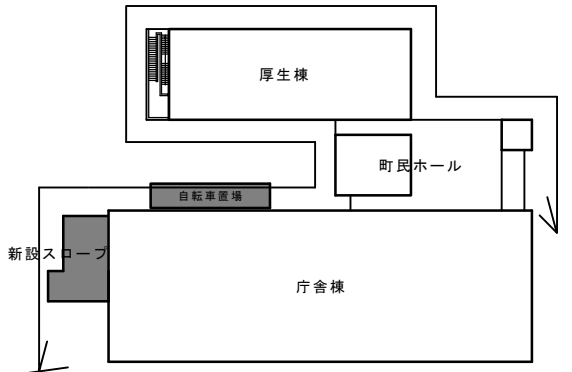 厚生棟
町民ホール
自転車置場
新設スロープ
庁舎棟